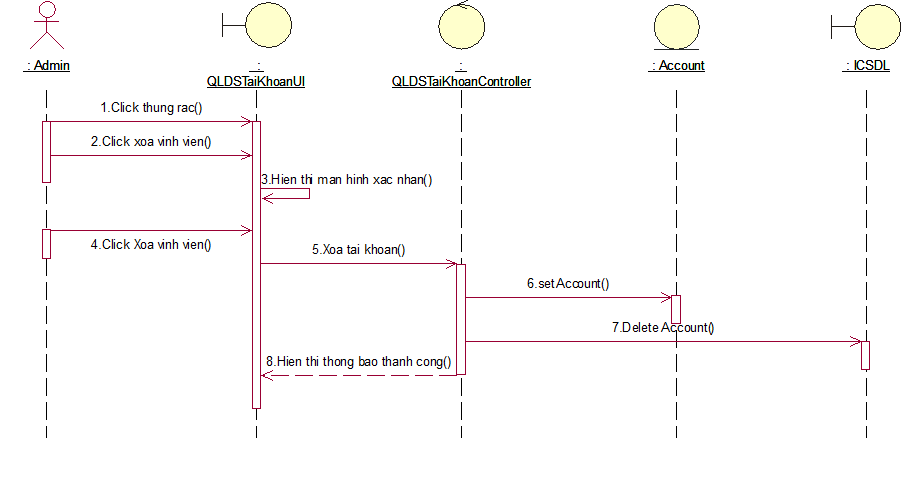 : Admin
:
QLDSTaiKhoanUI
:
QLDSTaiKhoanController
: Account
: ICSDL
1.Click thung rac()
2.Click xoa vinh vien()
3.Hien thi man hinh xac nhan()
4.Click Xoa vinh vien()
5.Xoa tai khoan()
6.setAccount()
7.Delete Account()
8.Hien thi thong bao thanh cong()